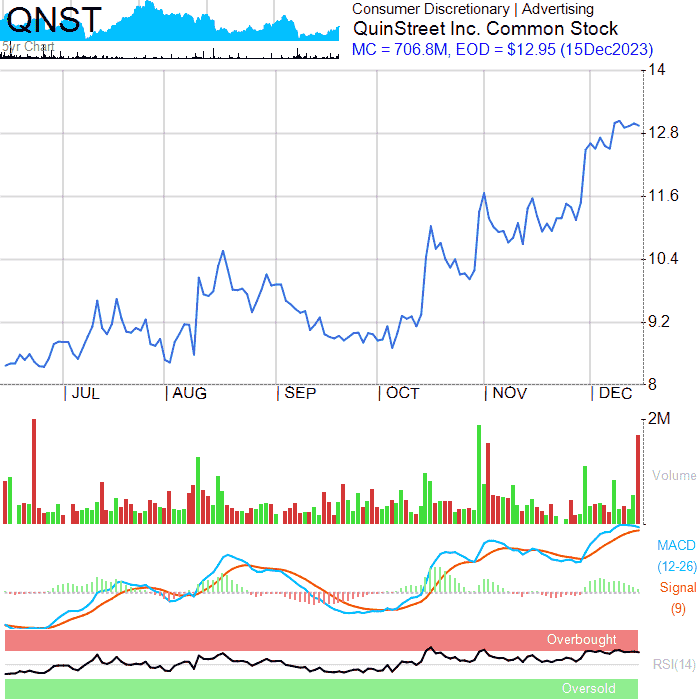 QNST
5yr Chart
Consumer Discretionary | Advertising
QuinStreet Inc. Common Stock
MC = 706.8M, EOD = $12.95 (15Dec2023)
14
12.8
11.6
10.4
9.2
8
| JUL | AUG | SEP | OCT | NOV | DEC
2M
Volume
MACD
(12-26)
Signal
(9)
Overbought
RSI(14)
Oversold